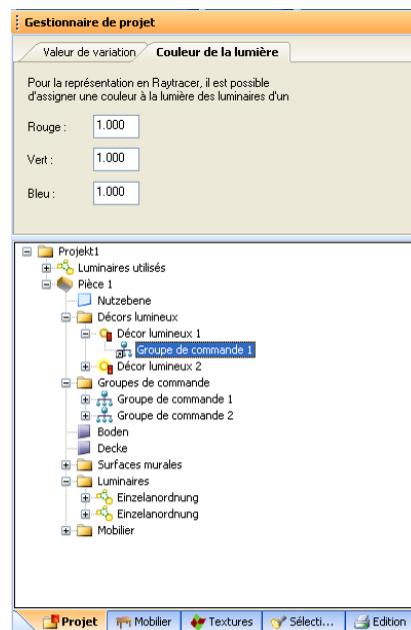 Gestionnaire de projet
Valeur de variation Couleur de la lumière
Pour la représentation en Raytracer, il est possible
d'assigner une couleur à la lumière des luminaires d'un
Rouge : 1.000
Vert : 1.000
Bleu : 1.000
Projekt1
Luminaires utilisés
Pièce 1
Nutzebene
Décors lumineux
Décor lumineux 1
Groupe de commande 1
Décor lumineux 2
Groupes de commande
Groupe de commande 1
Groupe de commande 2
Boden
Decke
Surfaces murales
Luminaires
Einzelanordnung
Einzelanordnung
Mobilier
Projet Mobilier Textures Sélecti... Edition